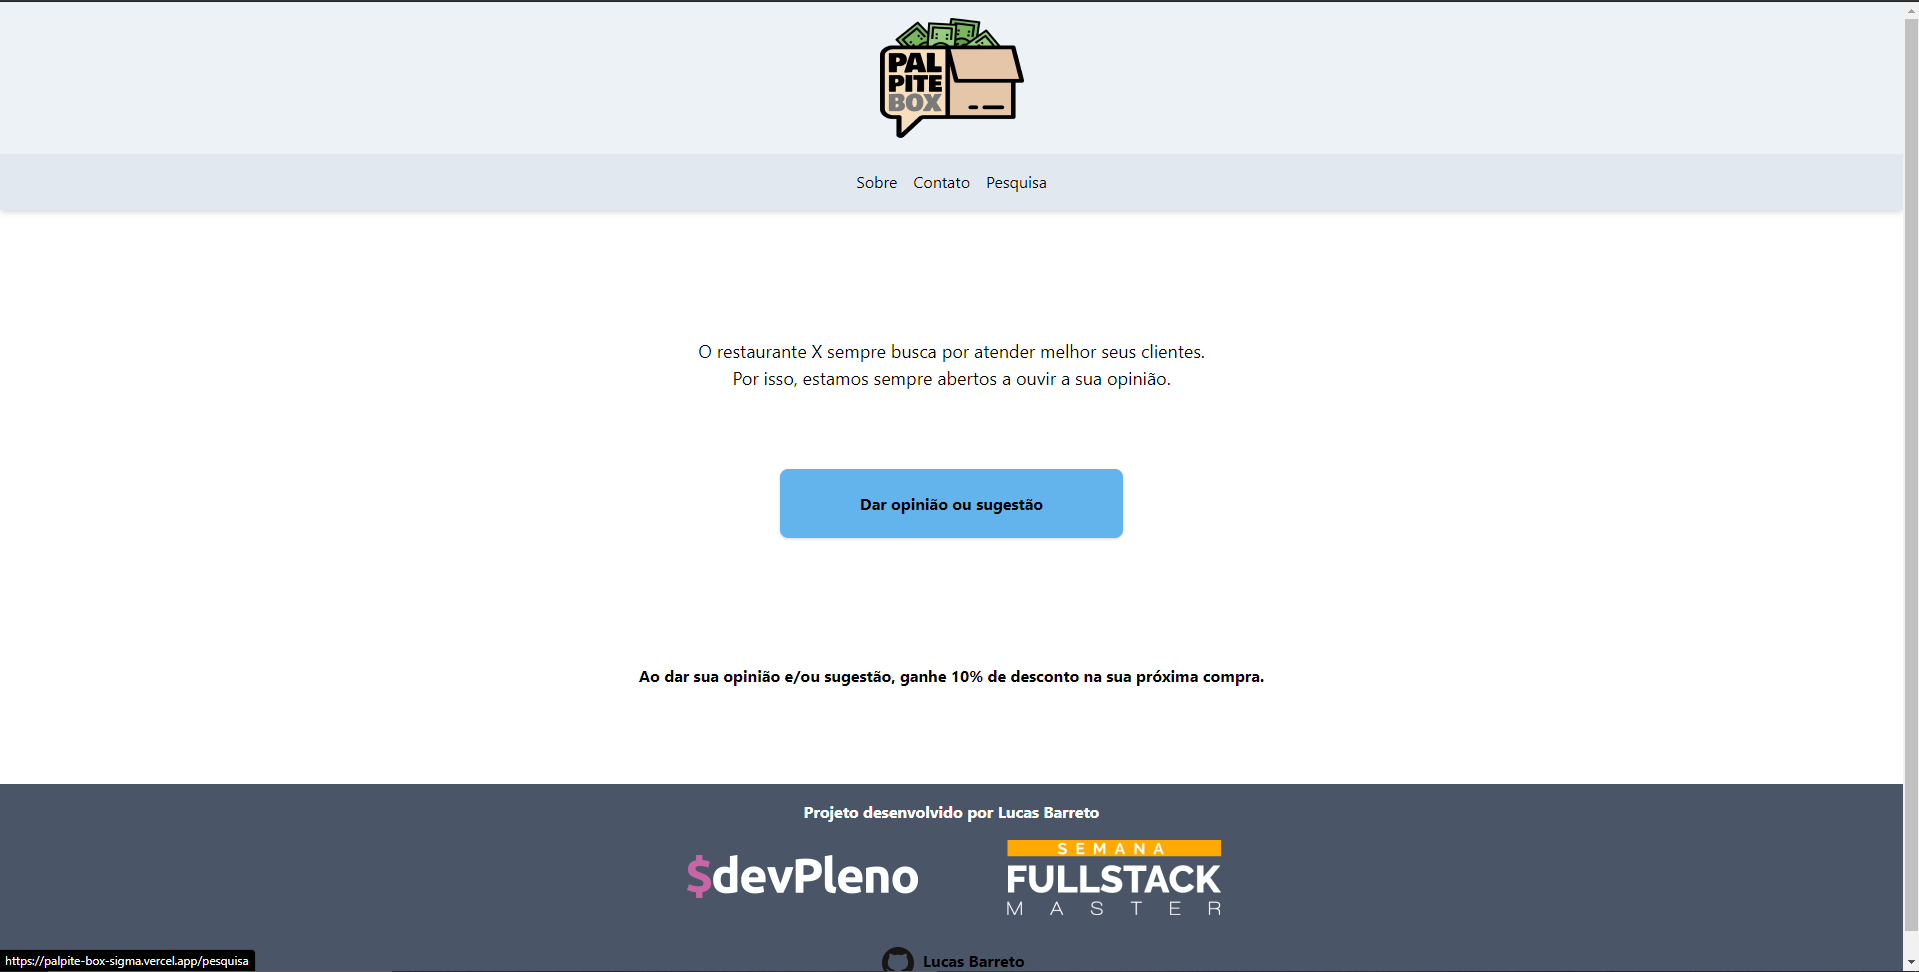 PAL
PITE
BOX
Sobre Contato Pesquisa
O restaurante X sempre busca por atender melhor seus clientes.
Por isso, estamos sempre abertos a ouvir a sua opinião.
Dar opinião ou sugestão
Ao dar sua opinião e/ou sugestão, ganhe 10% de desconto na sua próxima compra.
Projeto desenvolvido por Lucas Barreto
$devPleno
SEMANA
FULLSTACK
MASTER
Lucas Barreto
https://palpite-box-sigma.vercel.app/pesquisa